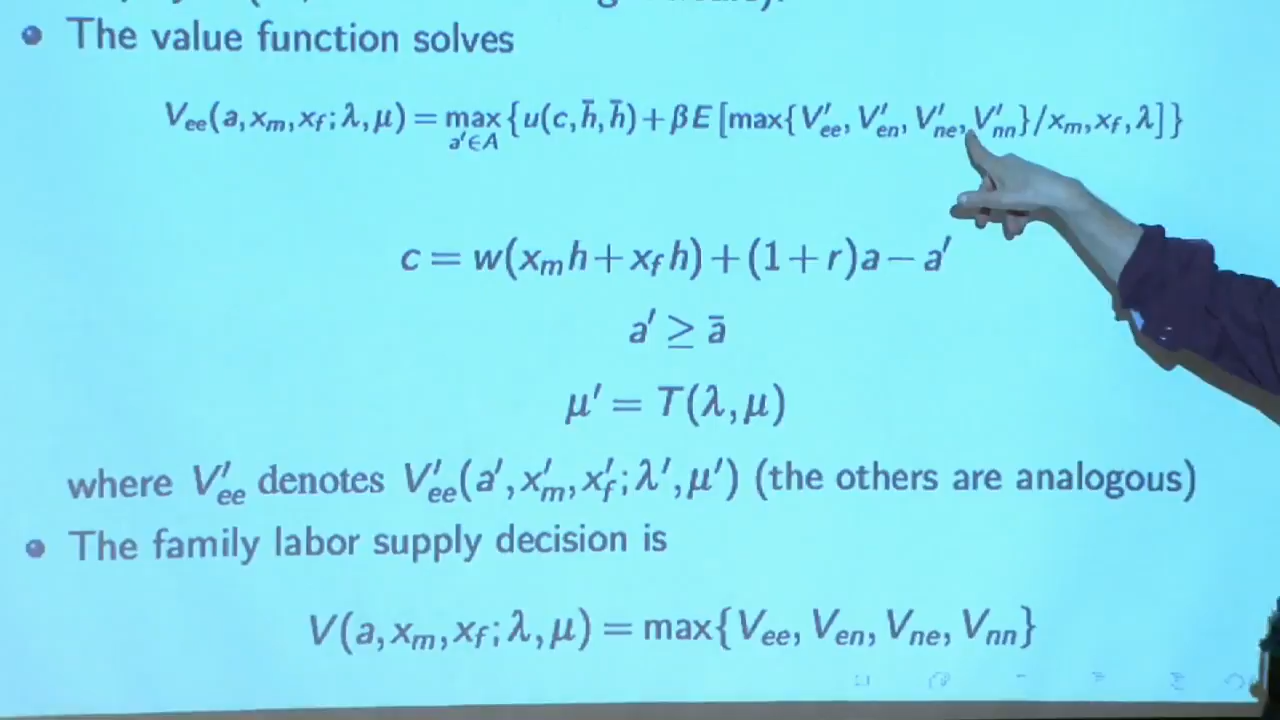 The value function solves
V_ee(a, x_m, x_f; λ, μ) = max_{a'∈A} {u(c, h̄, h̄) + βE[max{V'_ee, V'_en, V'_ne, V'_nn}/x_m, x_f, λ]}
c = w(x_m h + x_f h) + (1 + r)a − a'
a' ≥ ā
μ' = T(λ, μ)
where V'_ee denotes V'_ee(a', x'_m, x'_f; λ', μ') (the others are analogous)
The family labor supply decision is
V(a, x_m, x_f; λ, μ) = max{V_ee, V_en, V_ne, V_nn}